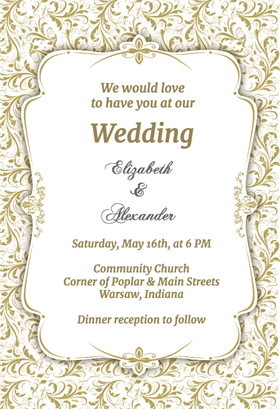 We would love
to have you at our
Wedding
Elizabeth
&
Alexander
Saturday, May 16th, at 6 PM
Community Church
Corner of Poplar & Main Streets
Warsaw, Indiana
Dinner reception to follow